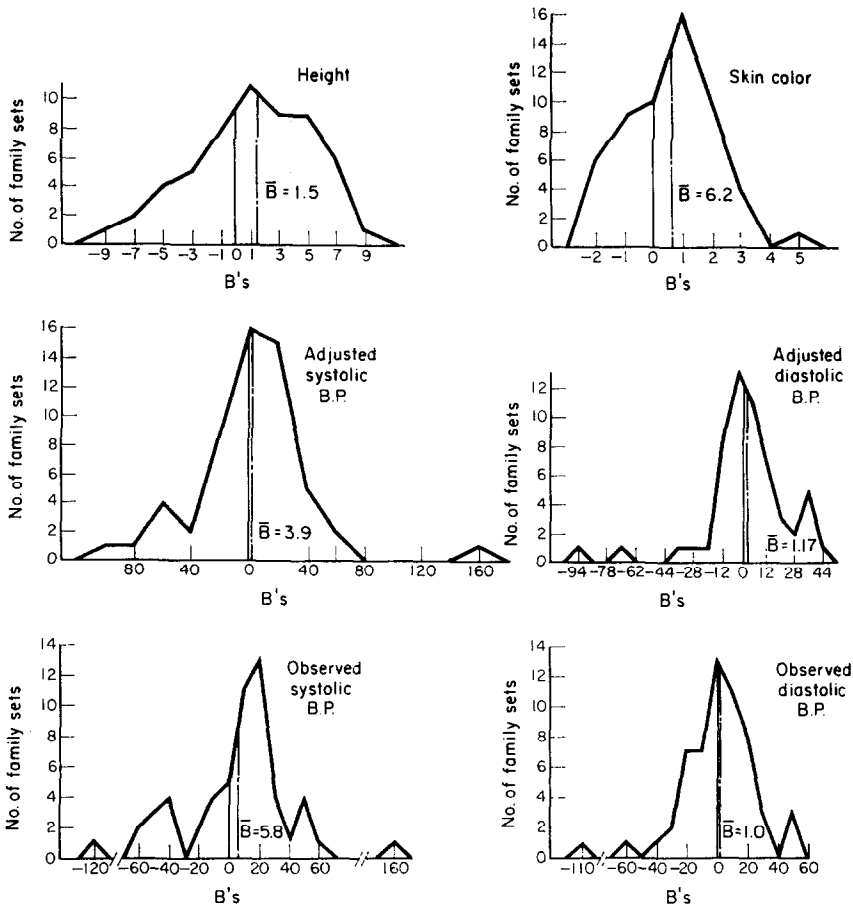 Height
No. of family sets
10
8
6
4
2
0
B̄ = 1.5
-9 -7 -5 -3 -1 0 1 3 5 7 9
B's
Skin color
No. of family sets
16
14
12
10
8
6
4
2
0
B̄ = 6.2
-2 -1 0 1 2 3 4 5
B's
Adjusted
systolic
B.P.
No. of family sets
16
14
12
10
8
6
4
2
0
B̄ = 3.9
80 40 0 40 80 120 160
B's
Adjusted
diastolic
B.P.
No. of family sets
12
10
8
6
4
2
0
B̄ = 1.17
-94 -78 -62 -44 -28 -12 0 12 28 44
B's
Observed
systolic
B.P.
No. of family sets
14
12
10
8
6
4
2
0
B̄ = 5.8
-120 -60 -40 -20 0 20 40 60 160
B's
Observed
diastolic
B.P.
No. of family sets
14
12
10
8
6
4
2
0
B̄ = 1.0
-110 -60 -40 -20 0 20 40 60
B's